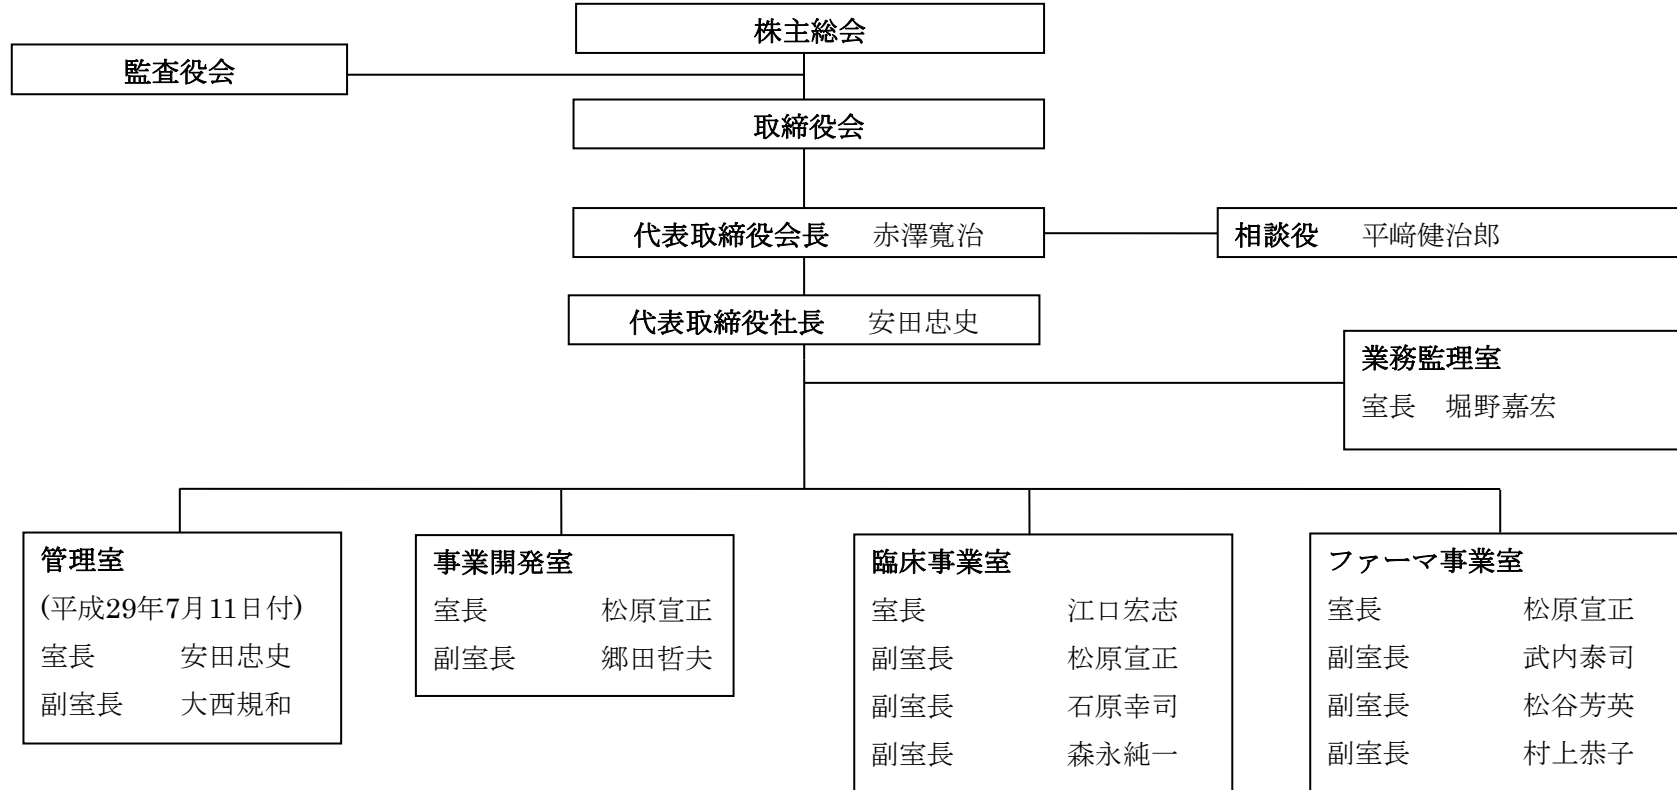 株主総会
監査役会
取締役会
代表取締役会長 赤澤寛治
相談役 平﨑健治郎
代表取締役社長 安田忠史
業務監理室
室長 堀野嘉宏
管理室
(平成29年7月11日付)
室長 安田忠史
副室長 大西規和
事業開発室
室長 松原宣正
副室長 郷田哲夫
臨床事業室
室長 江口宏志
副室長 松原宣正
副室長 石原幸司
副室長 森永純一
ファーマ事業室
室長 松原宣正
副室長 武内泰司
副室長 松谷芳英
副室長 村上恭子